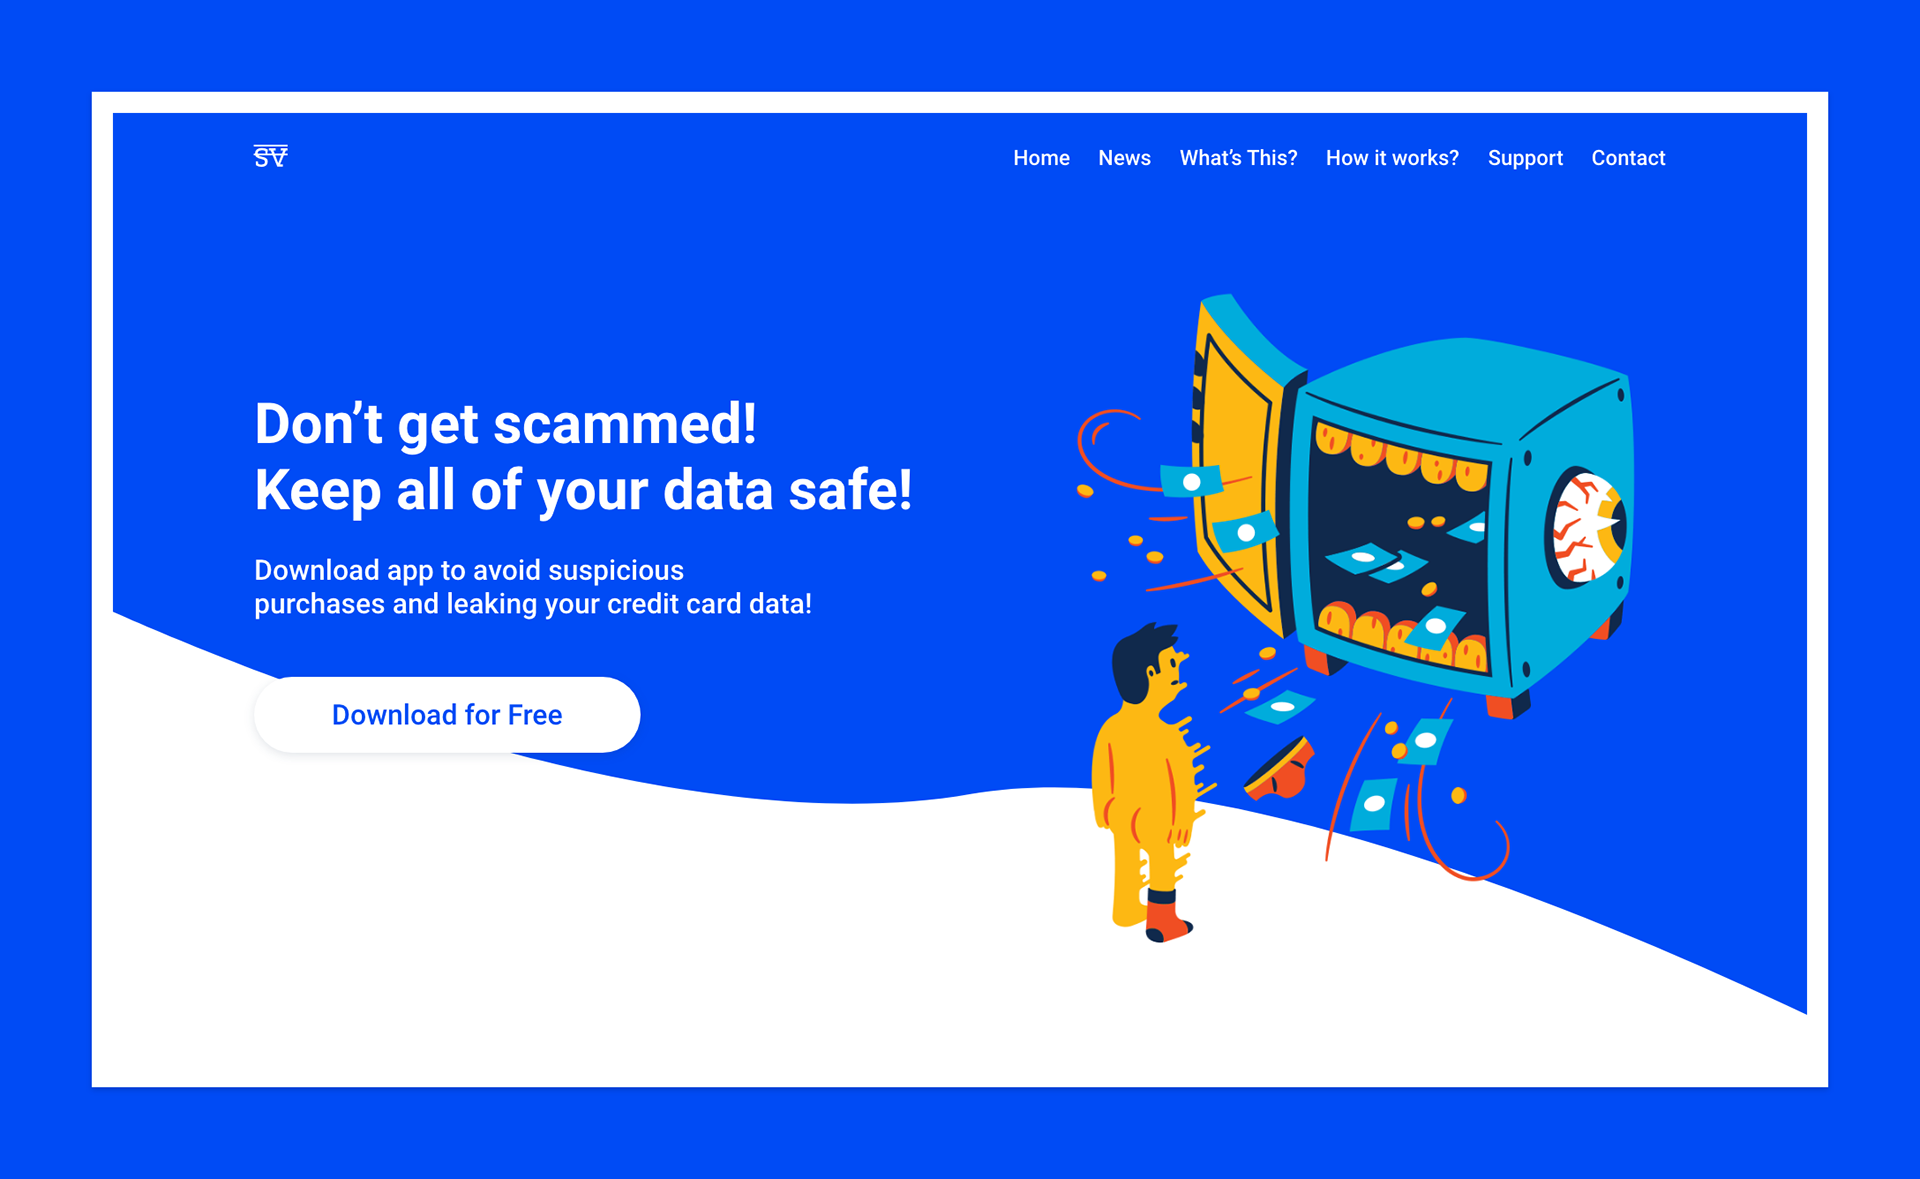 SV
Home News What’s This? How it works? Support Contact
Don’t get scammed!
Keep all of your data safe!
Download app to avoid suspicious
purchases and leaking your credit card data!
Download for Free